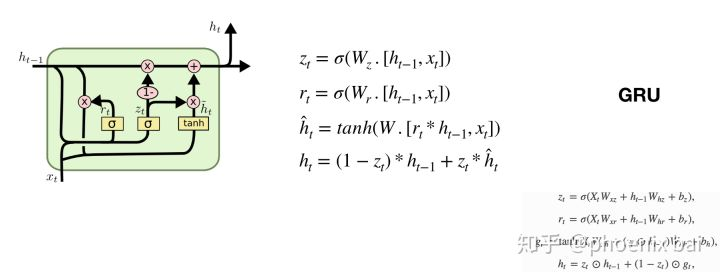 h_t
h_{t-1}
x
+
1-
x
x
r_t
z_t
h̃_t
σ
σ
tanh
x_t
z_t = σ(W_z . [h_{t-1}, x_t])
r_t = σ(W_r . [h_{t-1}, x_t])
ĥ_t = tanh(W . [r_t * h_{t-1}, x_t])
h_t = (1 − z_t) * h_{t-1} + z_t * ĥ_t
GRU
z_t = σ(X_t W_{xz} + h_{t-1} W_{hz} + b_z),
r_t = σ(X_t W_{xr} + h_{t-1} W_{hr} + b_r),
知乎 @phoenix bar
h_t = z_t ⊙ h_{t-1} + (1 − z_t) ⊙ g_t,